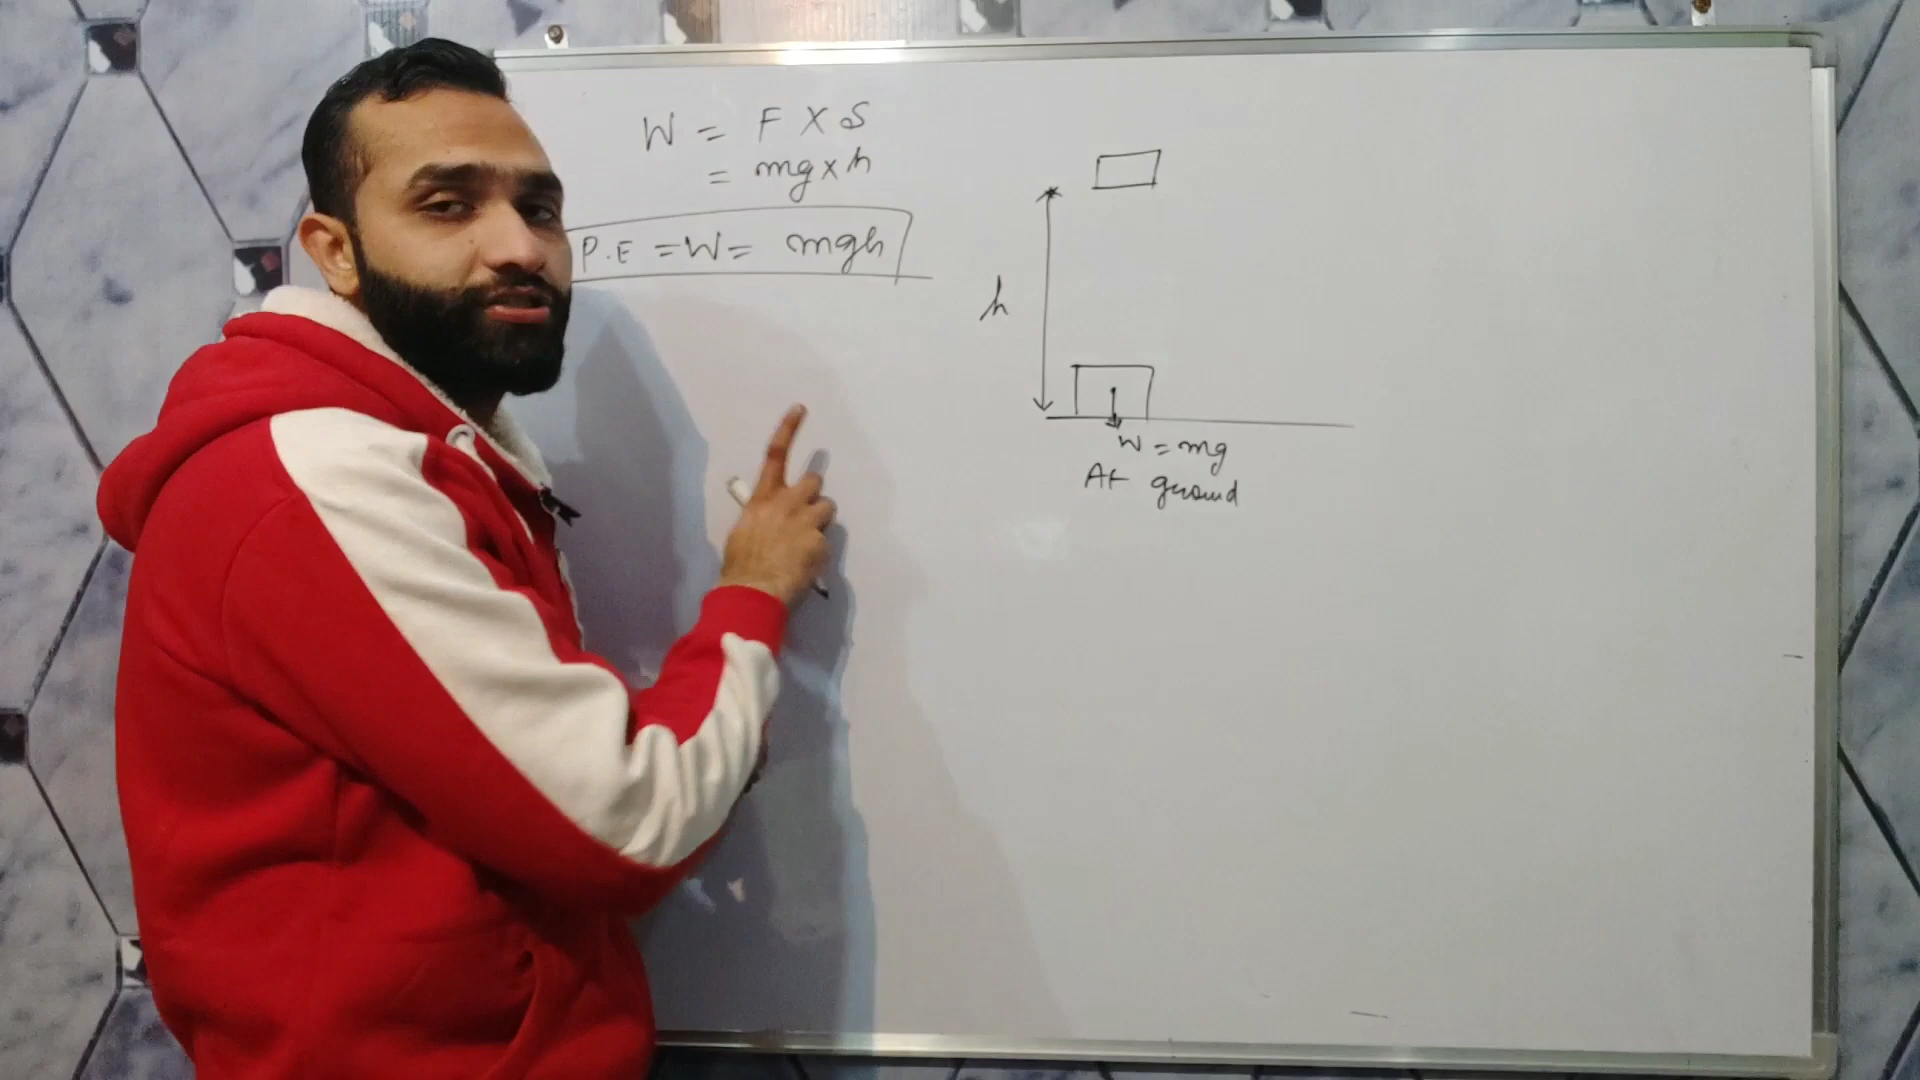 W = F X S
= mg x h
P.E = W = mgh
h
W = mg
At ground